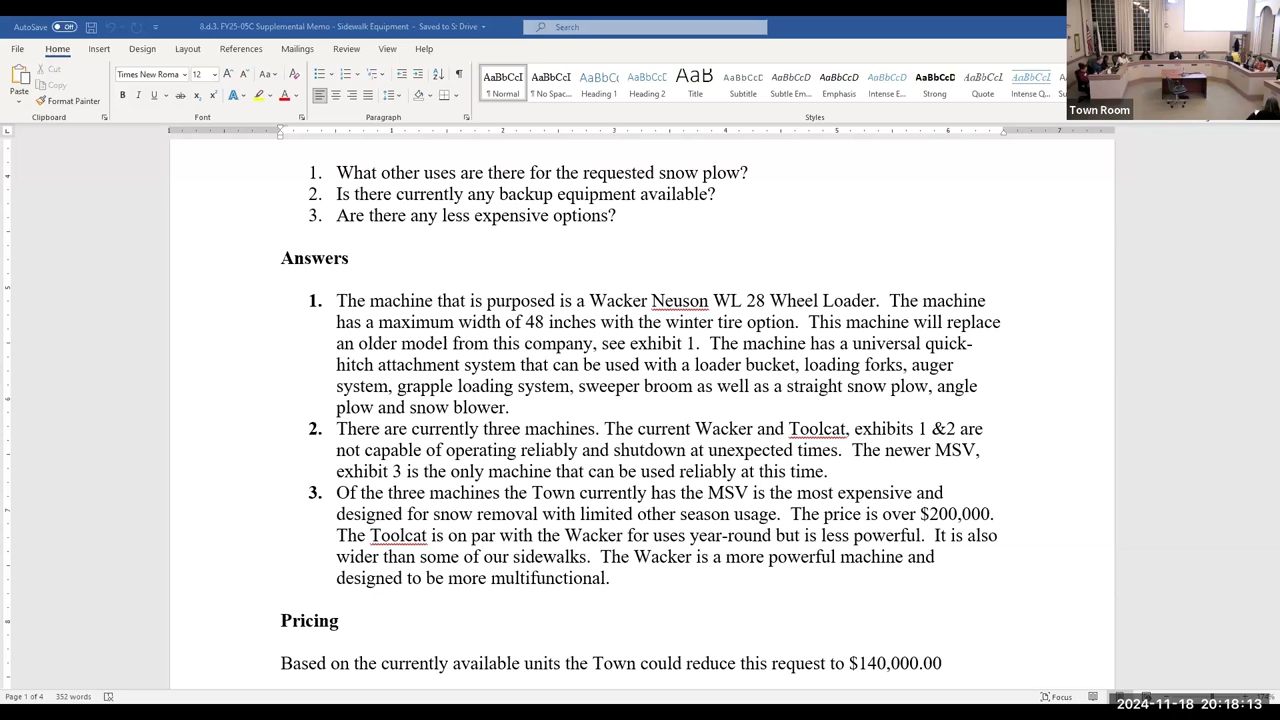 AutoSave Off 8.d.3. FY25-05C Supplemental Memo - Sidewalk Equipment - Saved to S: Drive Search
File Home Insert Design Layout References Mailings Review View Help
Paste Cut Copy Format Painter
Times New Roma 12
AaBbCcI AaBbCcI AaBbC AaBbCcI AaB AaBbCcD AaBbCcD AaBbCcD AaBbCcD AaBbCcI AaBbCcD AaBbCcI
¶ Normal ¶ No Spac... Heading 1 Heading 2 Title Subtitle Subtle Em... Emphasis Intense E... Strong Quote Intense Q...
Clipboard Font Paragraph Styles
Town Room
1. What other uses are there for the requested snow plow?
2. Is there currently any backup equipment available?
3. Are there any less expensive options?
Answers
1. The machine that is purposed is a Wacker Neuson WL 28 Wheel Loader. The machine
has a maximum width of 48 inches with the winter tire option. This machine will replace
an older model from this company, see exhibit 1. The machine has a universal quick-
hitch attachment system that can be used with a loader bucket, loading forks, auger
system, grapple loading system, sweeper broom as well as a straight snow plow, angle
plow and snow blower.
2. There are currently three machines. The current Wacker and Toolcat, exhibits 1 &2 are
not capable of operating reliably and shutdown at unexpected times. The newer MSV,
exhibit 3 is the only machine that can be used reliably at this time.
3. Of the three machines the Town currently has the MSV is the most expensive and
designed for snow removal with limited other season usage. The price is over $200,000.
The Toolcat is on par with the Wacker for uses year-round but is less powerful. It is also
wider than some of our sidewalks. The Wacker is a more powerful machine and
designed to be more multifunctional.
Pricing
Based on the currently available units the Town could reduce this request to $140,000.00
Page 1 of 4 352 words Focus
2024-11-18 20:18:13